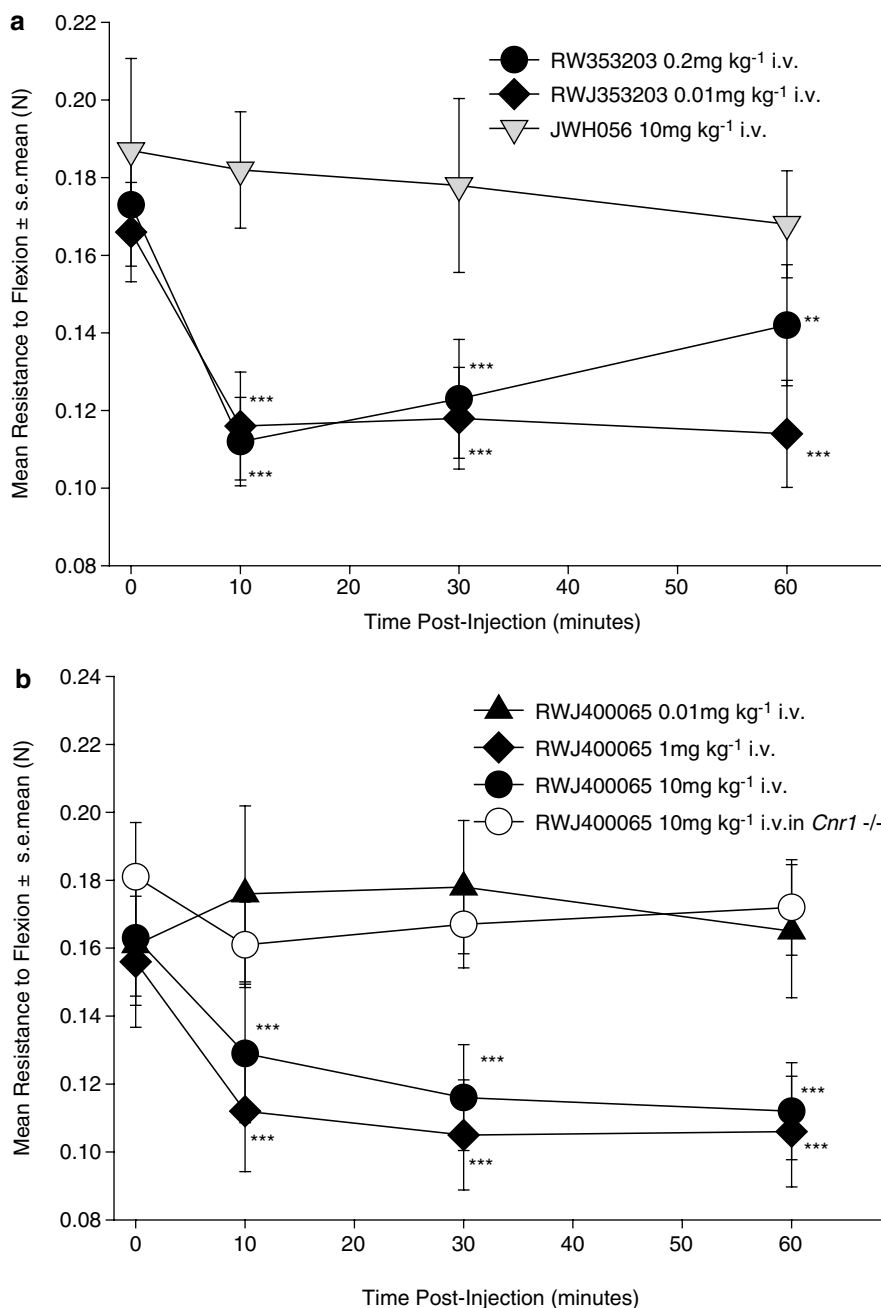 a
0.22
0.20
0.18
0.16
0.14
0.12
0.10
0.08
Mean Resistance to Flexion ± s.e.mean (N)
RW353203 0.2mg kg⁻¹ i.v.
RWJ353203 0.01mg kg⁻¹ i.v.
JWH056 10mg kg⁻¹ i.v.
***
***
***
***
**
***
0 10 20 30 40 50 60
Time Post-Injection (minutes)
b
0.24
0.22
0.20
0.18
0.16
0.14
0.12
0.10
0.08
Mean Resistance to Flexion ± s.e.mean (N)
RWJ400065 0.01mg kg⁻¹ i.v.
RWJ400065 1mg kg⁻¹ i.v.
RWJ400065 10mg kg⁻¹ i.v.
RWJ400065 10mg kg⁻¹ i.v.in Cnr1 -/-
***
***
***
***
***
***
0 10 20 30 40 50 60
Time Post-Injection (minutes)